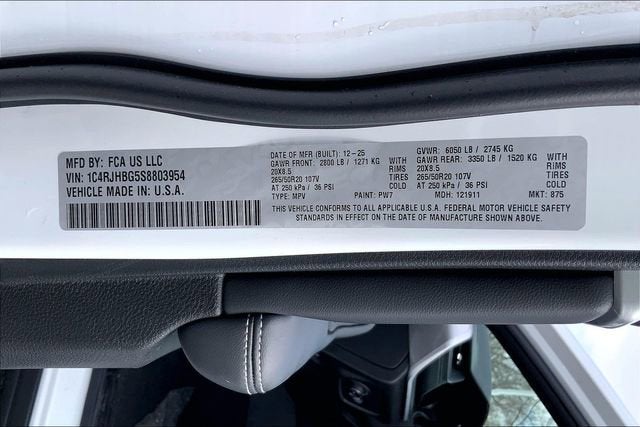 MFD BY: FCA US LLC
VIN: 1C4RJHBG5S8803954
VEHICLE MADE IN U.S.A.
DATE OF MFR (BUILT): 12-25 GVWR: 6050 LB / 2745 KG
GAWR FRONT: 2800 LB / 1271 KG WITH GAWR REAR: 3350 LB / 1520 KG WITH
20X8.5 RIMS 20X8.5 RIMS
265/50R20 107V TIRES 265/50R20 107V TIRES
AT 250 kPa / 36 PSI AT 250 kPa / 36 PSI
TYPE: MPV PAINT: PW7 MDH: 121911 MKT: 875
THIS VEHICLE CONFORMS TO ALL APPLICABLE U.S.A. FEDERAL MOTOR VEHICLE SAFETY
STANDARDS IN EFFECT ON THE DATE OF MANUFACTURE SHOWN ABOVE.